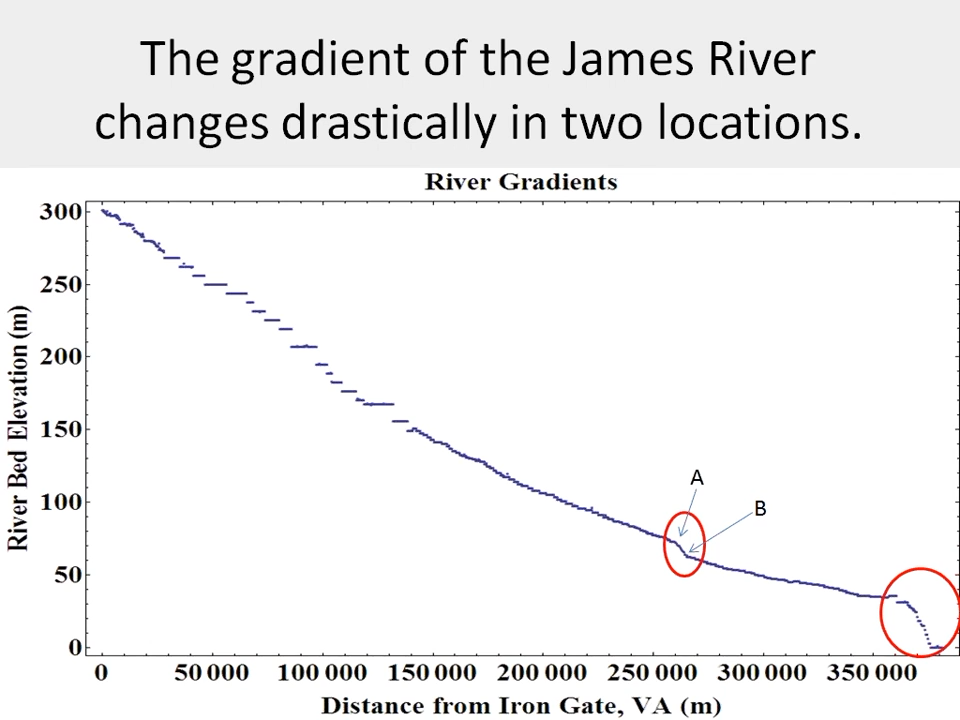 The gradient of the James River
changes drastically in two locations.
River Gradients
300
250
200
150
100
50
0
River Bed Elevation (m)
A
B
0
50 000
100 000
150 000
200 000
250 000
300 000
350 000
Distance from Iron Gate, VA (m)